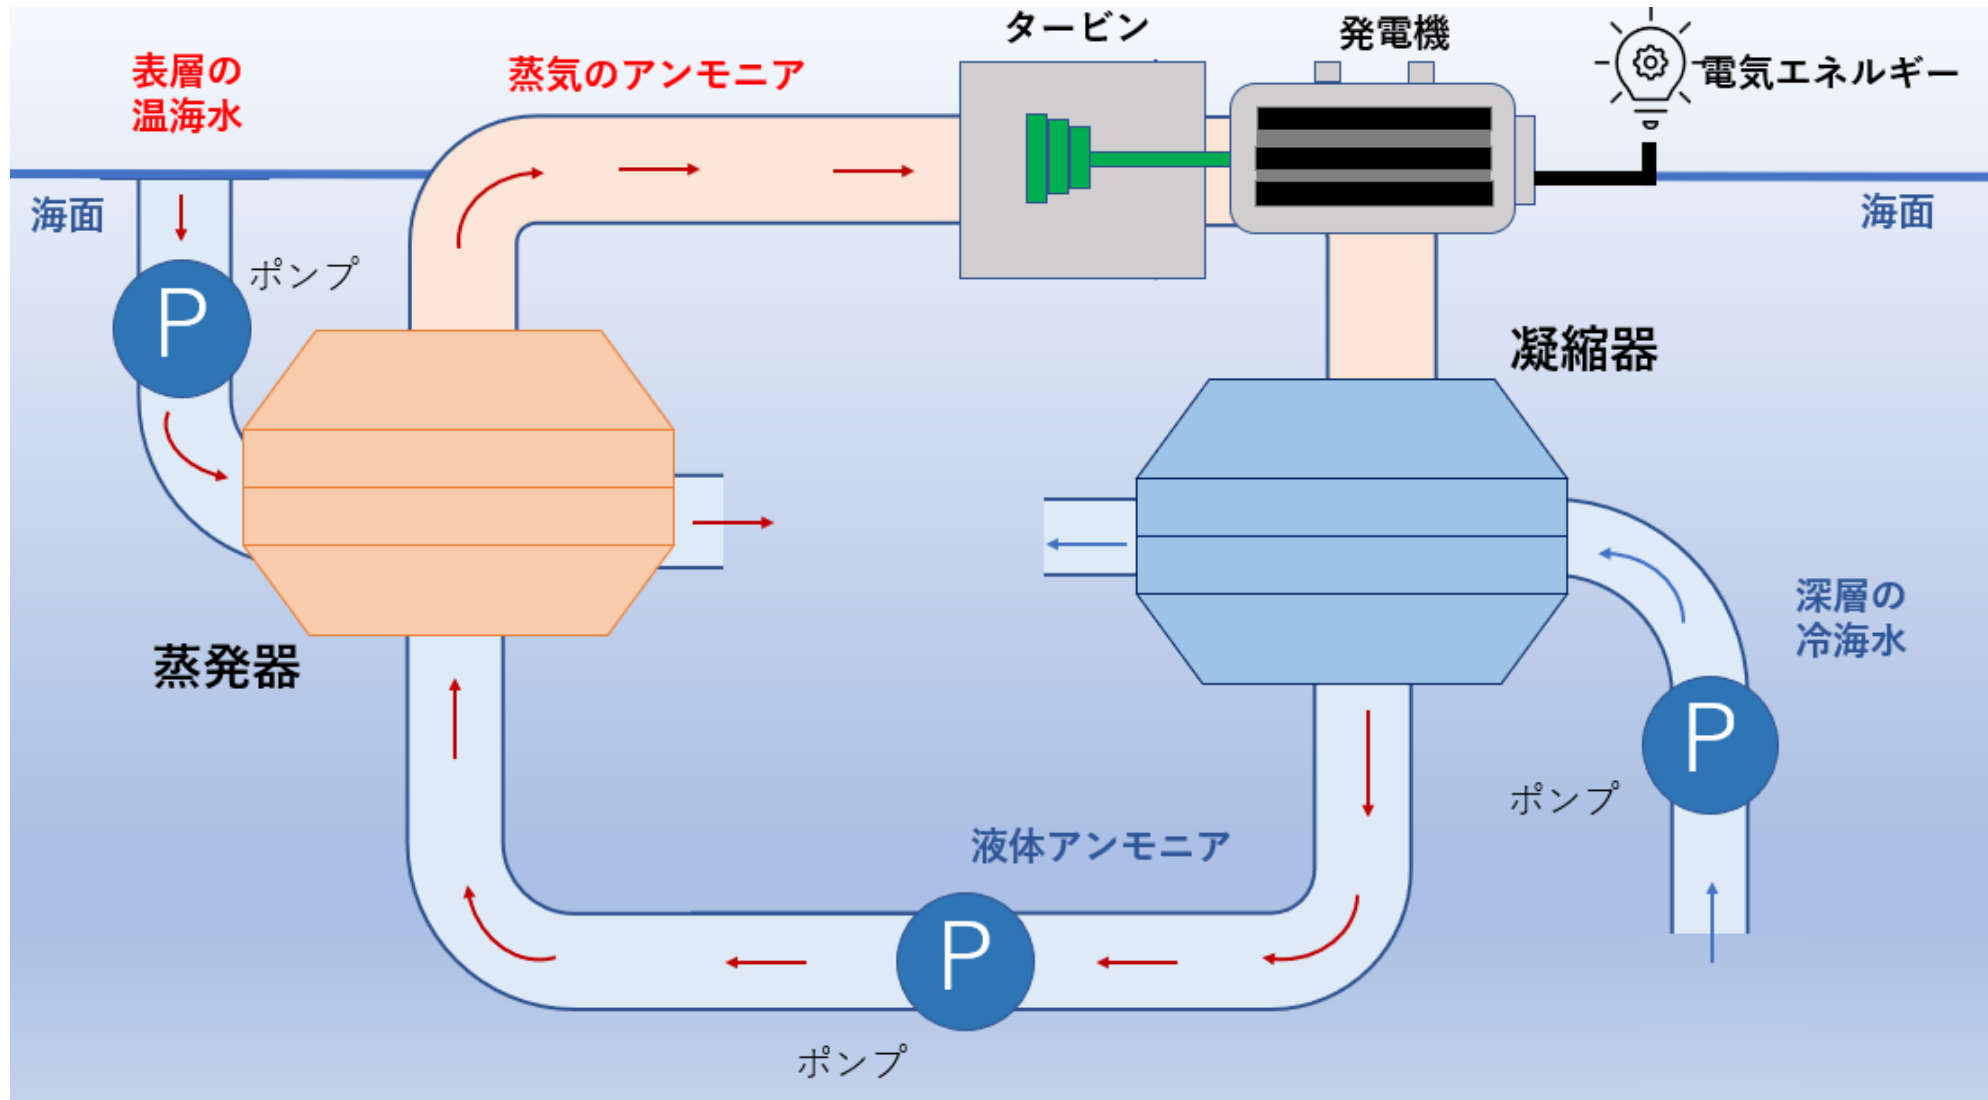 タービン
発電機
電気エネルギー
表層の
温海水
蒸気のアンモニア
海面
海面
ポンプ
P
凝縮器
深層の
冷海水
蒸発器
P
ポンプ
液体アンモニア
P
ポンプ